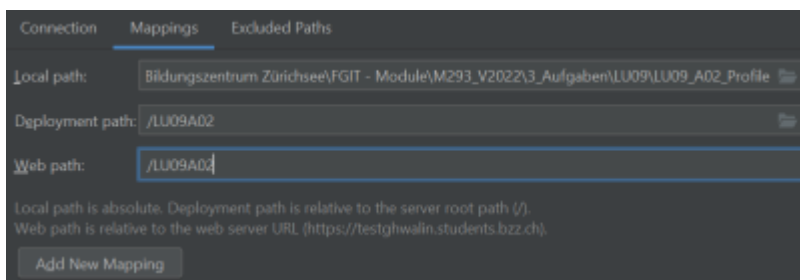 Connection Mappings Excluded Paths
Local path: Bildungszentrum Zürichsee\FGIT - Module\M293_V2022\3_Aufgaben\LU09\LU09_A02_Profile
Deployment path: /LU09A02
Web path: /LU09A02
Local path is absolute. Deployment path is relative to the server root path (/).
Web path is relative to the web server URL (https://testghwalin.students.bzz.ch).
Add New Mapping